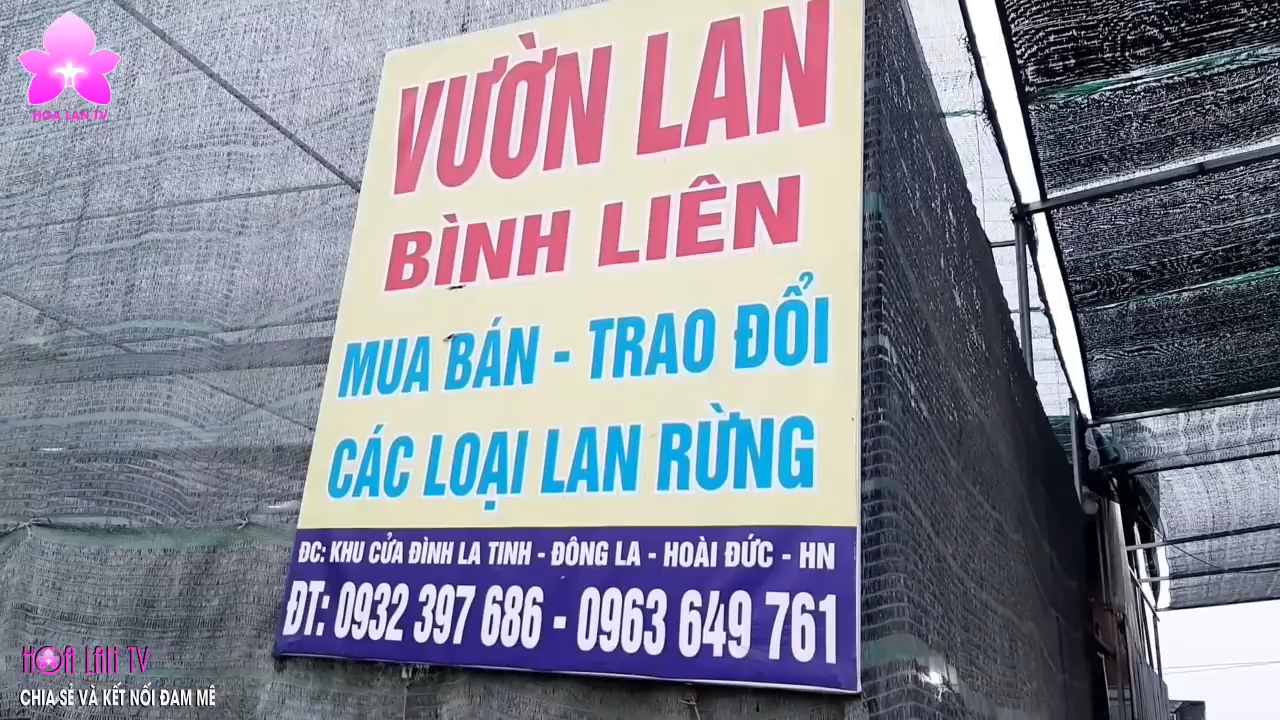 HOA LAN TV
VƯỜN LAN
BÌNH LIÊN
MUA BÁN - TRAO ĐỔI
CÁC LOẠI LAN RỪNG
ĐC: KHU CỬA ĐÌNH LA TINH - ĐÔNG LA - HOÀI ĐỨC - HN
ĐT: 0932 397 686 - 0963 649 761
HOA LAN TV
CHIA SẺ VÀ KẾT NỐI ĐAM MÊ